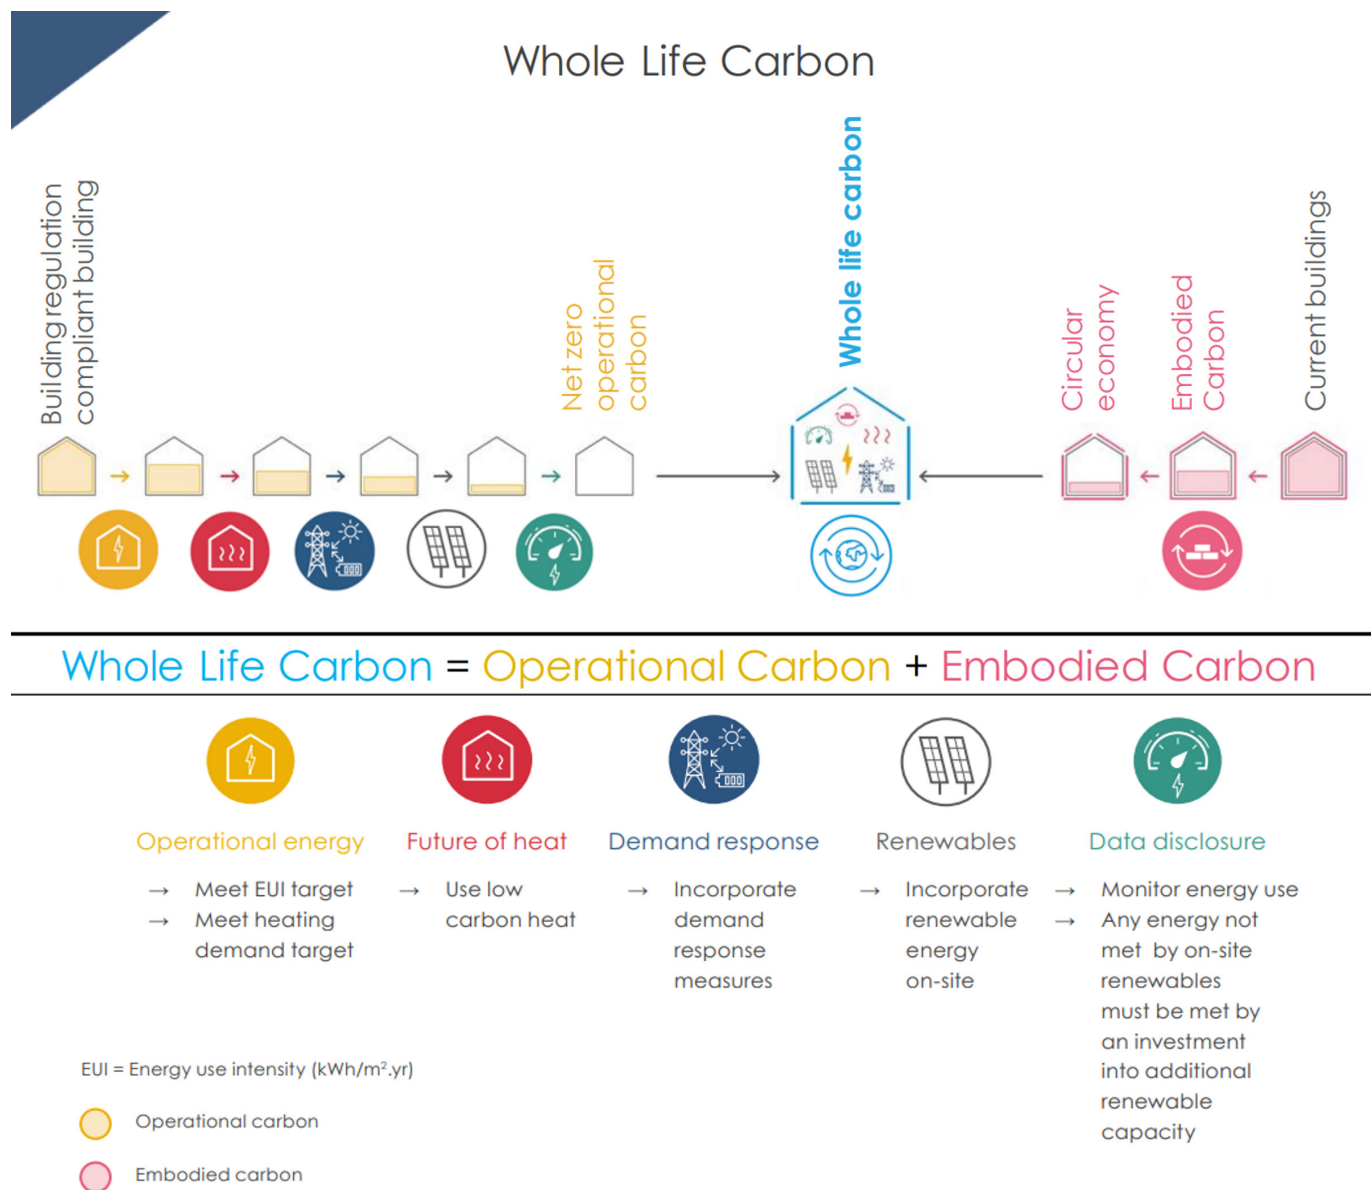 Whole Life Carbon
Building regulation
compliant building
Net zero
operational
carbon
Whole life carbon
Circular
economy
Embodied
Carbon
Current buildings
Whole Life Carbon = Operational Carbon + Embodied Carbon
Operational energy
→ Meet EUI target
→ Meet heating
demand target
Future of heat
→ Use low
carbon heat
Demand response
→ Incorporate
demand
response
measures
Renewables
→ Incorporate
renewable
energy
on-site
Data disclosure
→ Monitor energy use
→ Any energy not
met by on-site
renewables
must be met by
an investment
into additional
renewable
capacity
EUI = Energy use intensity (kWh/m².yr)
Operational carbon
Embodied carbon